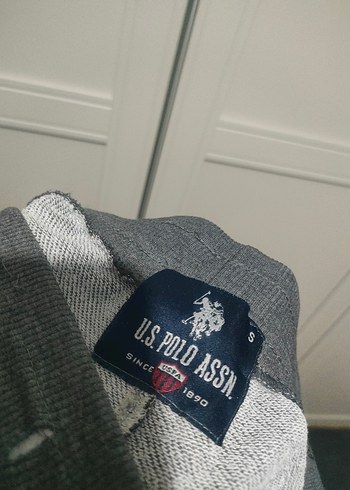 U.S. POLO ASSN.
SINCE USPA 1890
S